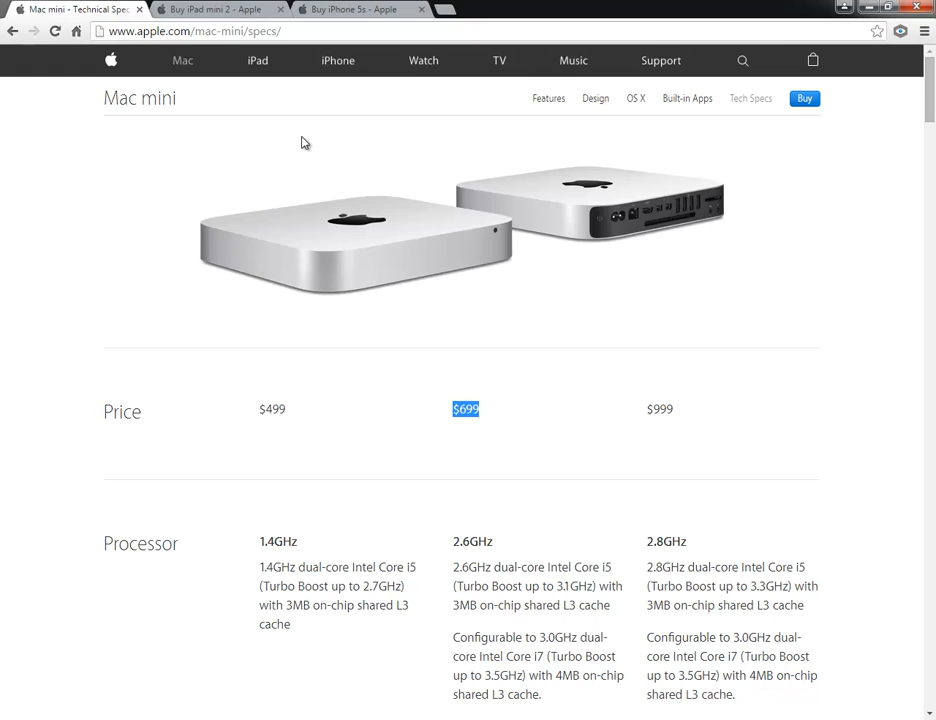 Mac mini - Technical Spec
Buy iPad mini 2 - Apple
Buy iPhone 5s - Apple
www.apple.com/mac-mini/specs/
Mac iPad iPhone Watch TV Music Support
Mac mini
Features Design OS X Built-in Apps Tech Specs Buy
Price $499 $699 $999
Processor
1.4GHz
1.4GHz dual-core Intel Core i5
(Turbo Boost up to 2.7GHz)
with 3MB on-chip shared L3
cache
2.6GHz
2.6GHz dual-core Intel Core i5
(Turbo Boost up to 3.1GHz) with
3MB on-chip shared L3 cache
Configurable to 3.0GHz dual-
core Intel Core i7 (Turbo Boost
up to 3.5GHz) with 4MB on-chip
shared L3 cache.
2.8GHz
2.8GHz dual-core Intel Core i5
(Turbo Boost up to 3.3GHz) with
3MB on-chip shared L3 cache
Configurable to 3.0GHz dual-
core Intel Core i7 (Turbo Boost
up to 3.5GHz) with 4MB on-chip
shared L3 cache.